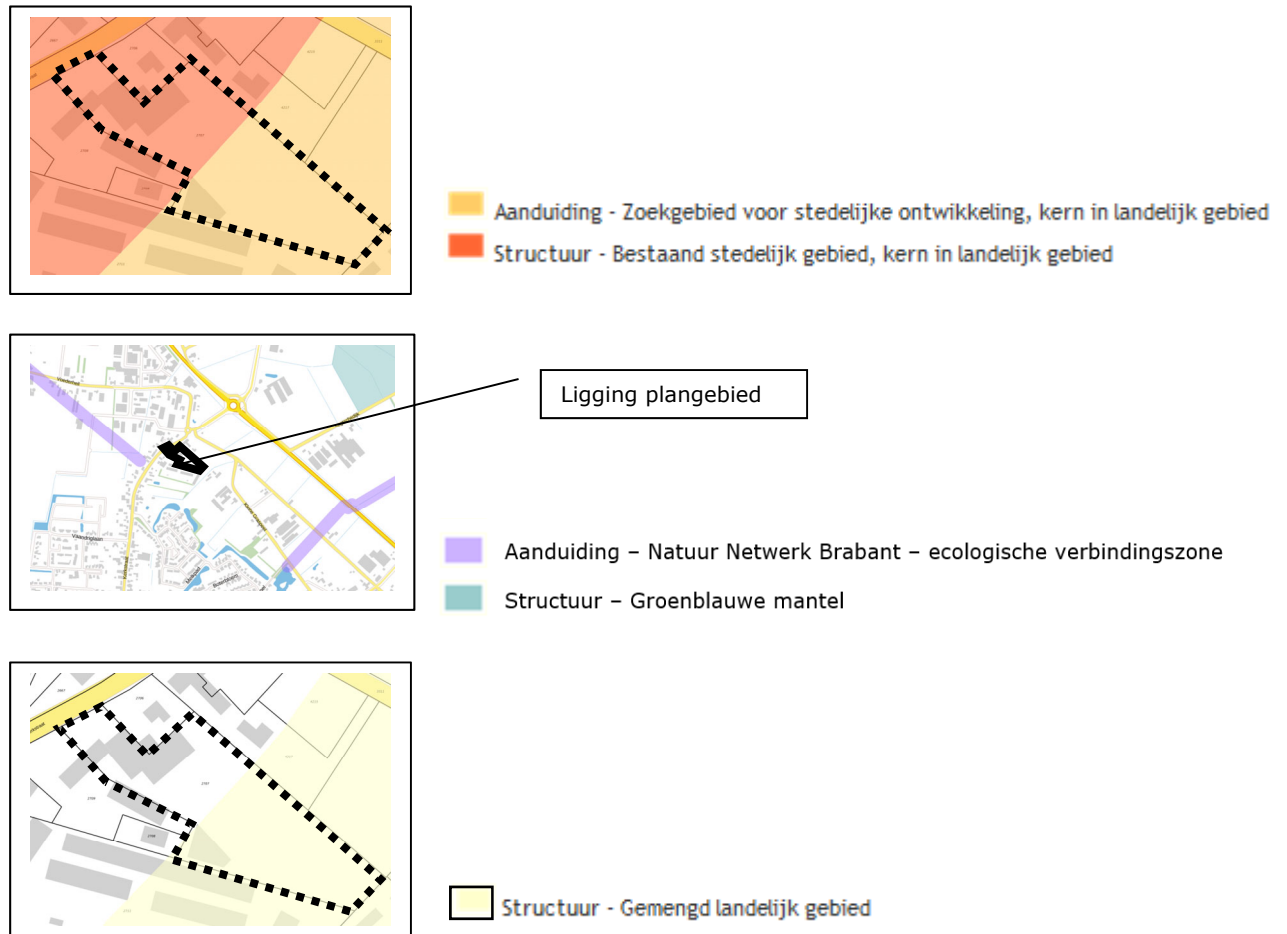 Aanduiding - Zoekgebied voor stedelijke ontwikkeling, kern in landelijk gebied
Structuur - Bestaand stedelijk gebied, kern in landelijk gebied
Ligging plangebied
Aanduiding – Natuur Netwerk Brabant – ecologische verbindingszone
Structuur – Groenblauwe mantel
Structuur - Gemengd landelijk gebied